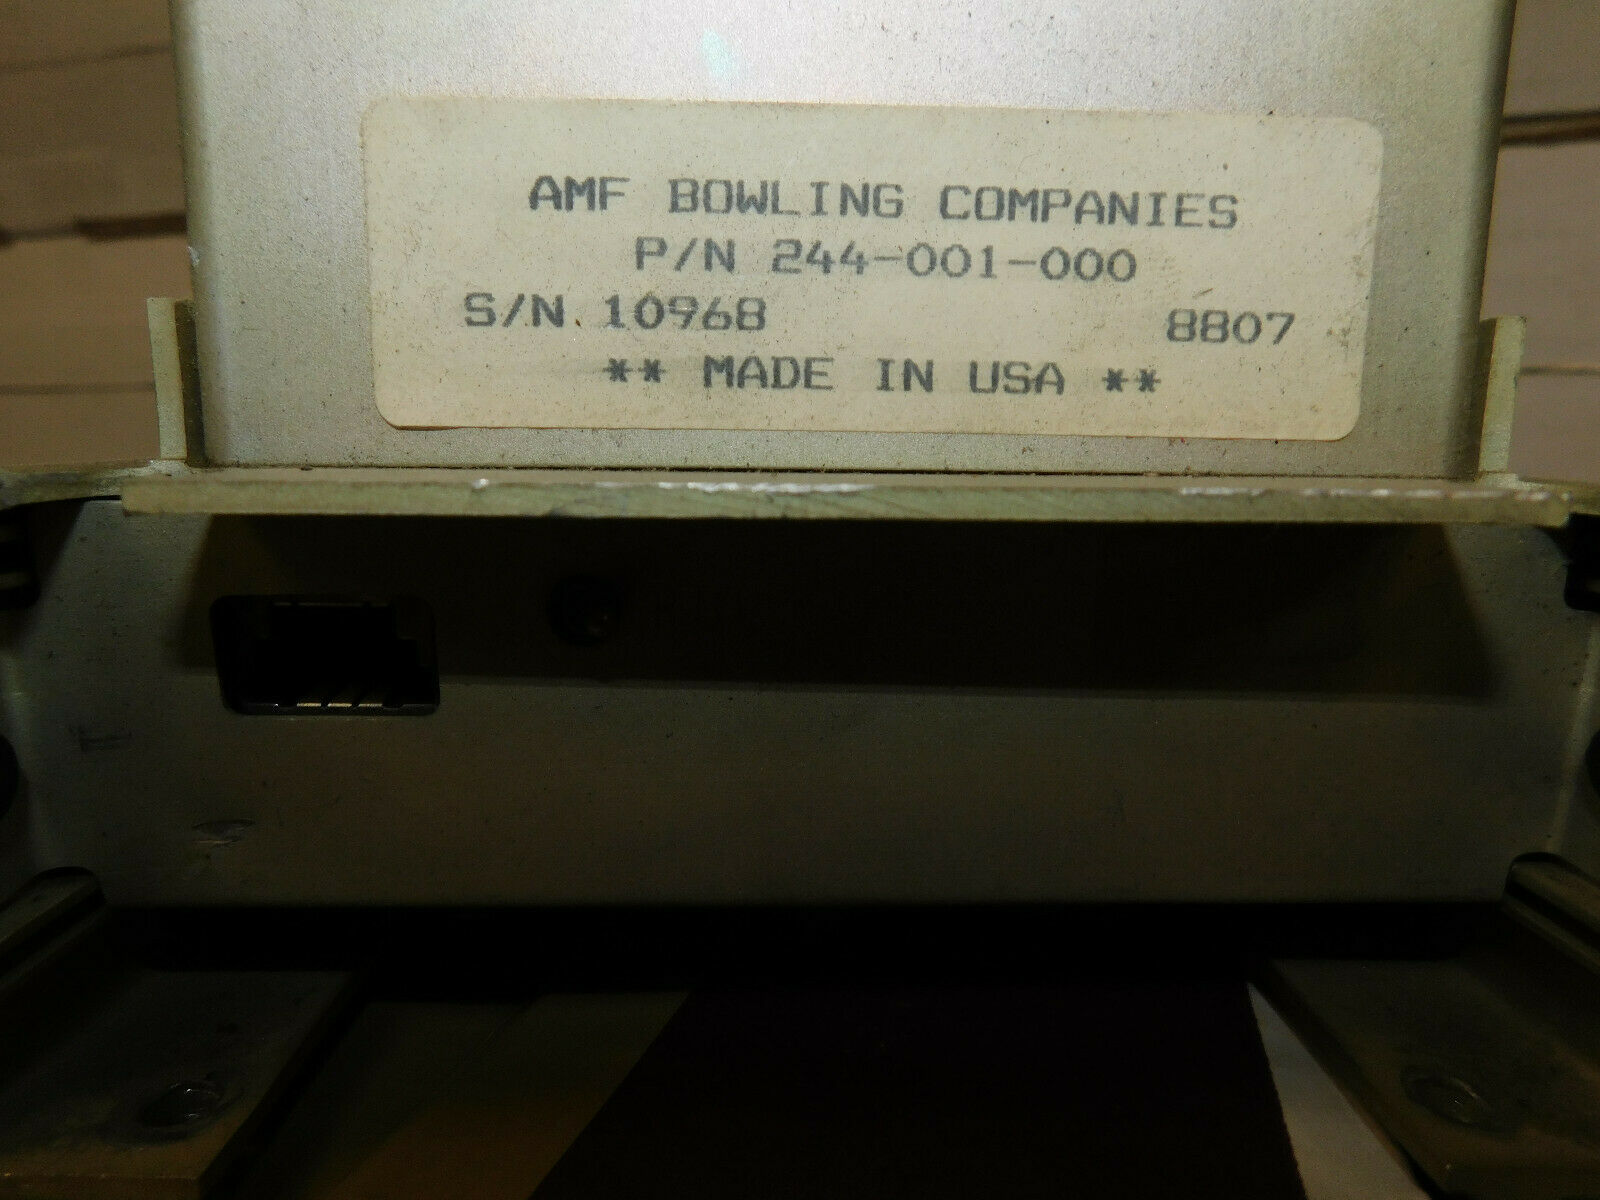 AMF BOWLING COMPANIES
P/N 244-001-000
S/N 10968 8807
** MADE IN USA **